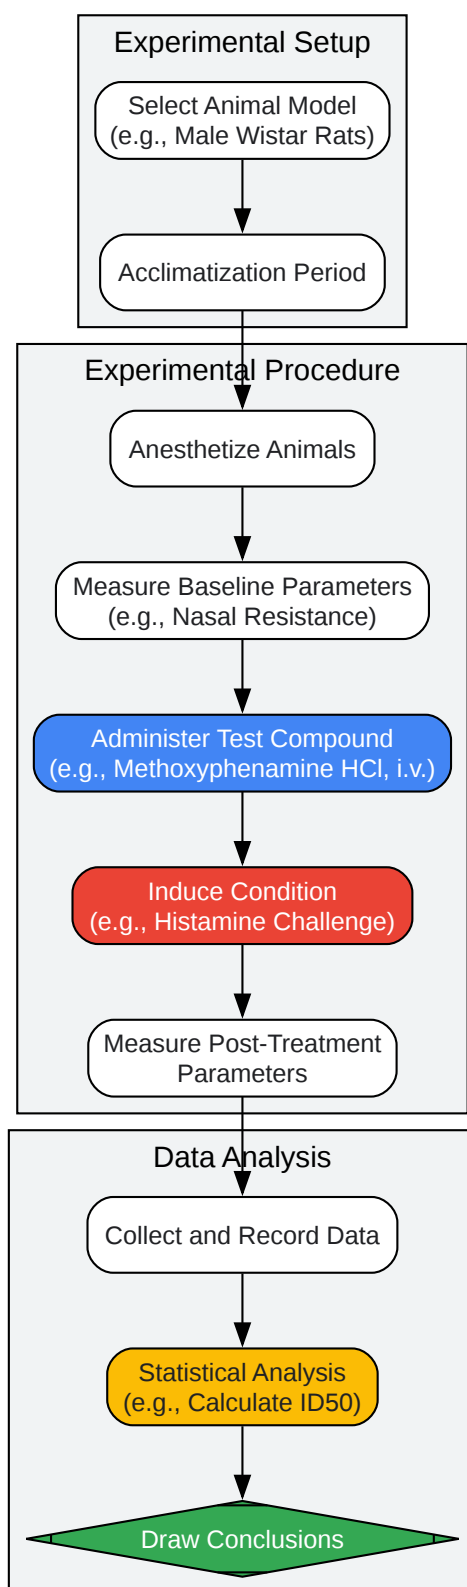 Experimental Setup
Select Animal Model
(e.g., Male Wistar Rats)
Acclimatization Period
Experimental Procedure
Anesthetize Animals
Measure Baseline Parameters
(e.g., Nasal Resistance)
Administer Test Compound
(e.g., Methoxyphenamine HCl, i.v.)
Induce Condition
(e.g., Histamine Challenge)
Measure Post-Treatment
Parameters
Data Analysis
Collect and Record Data
Statistical Analysis
(e.g., Calculate ID50)
Draw Conclusions